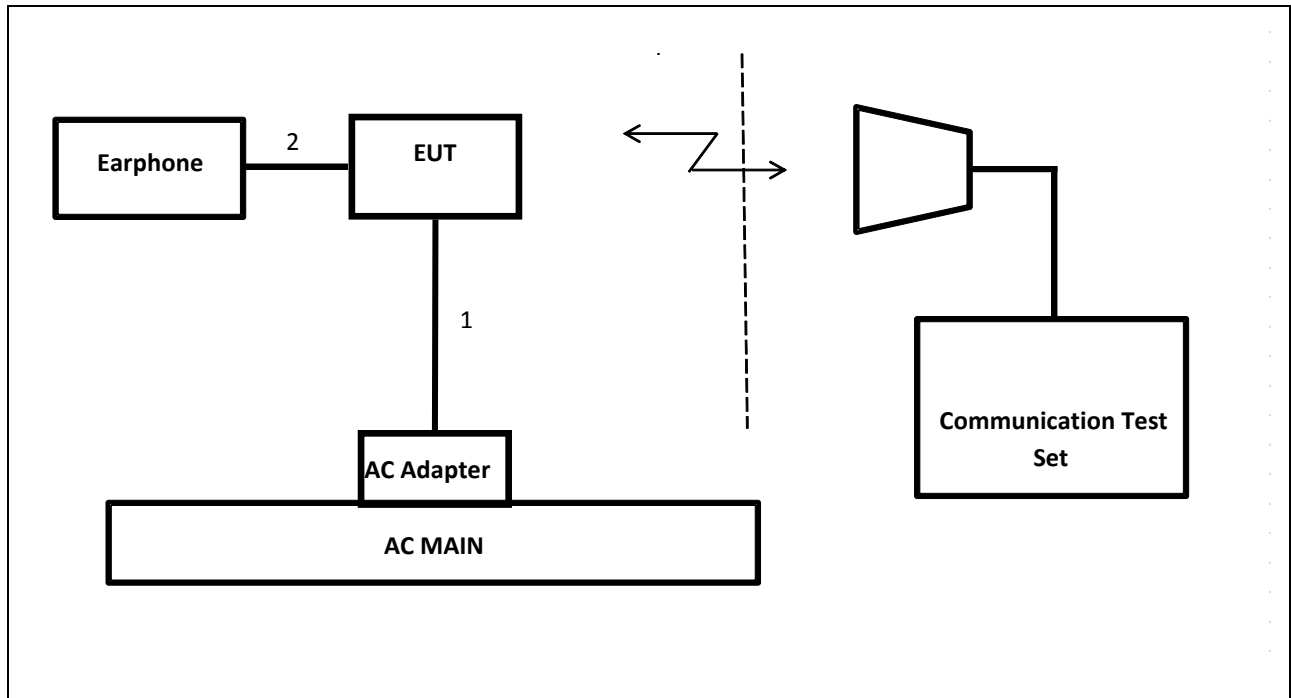 Earphone
2
EUT
1
AC Adapter
AC MAIN
Communication Test
Set